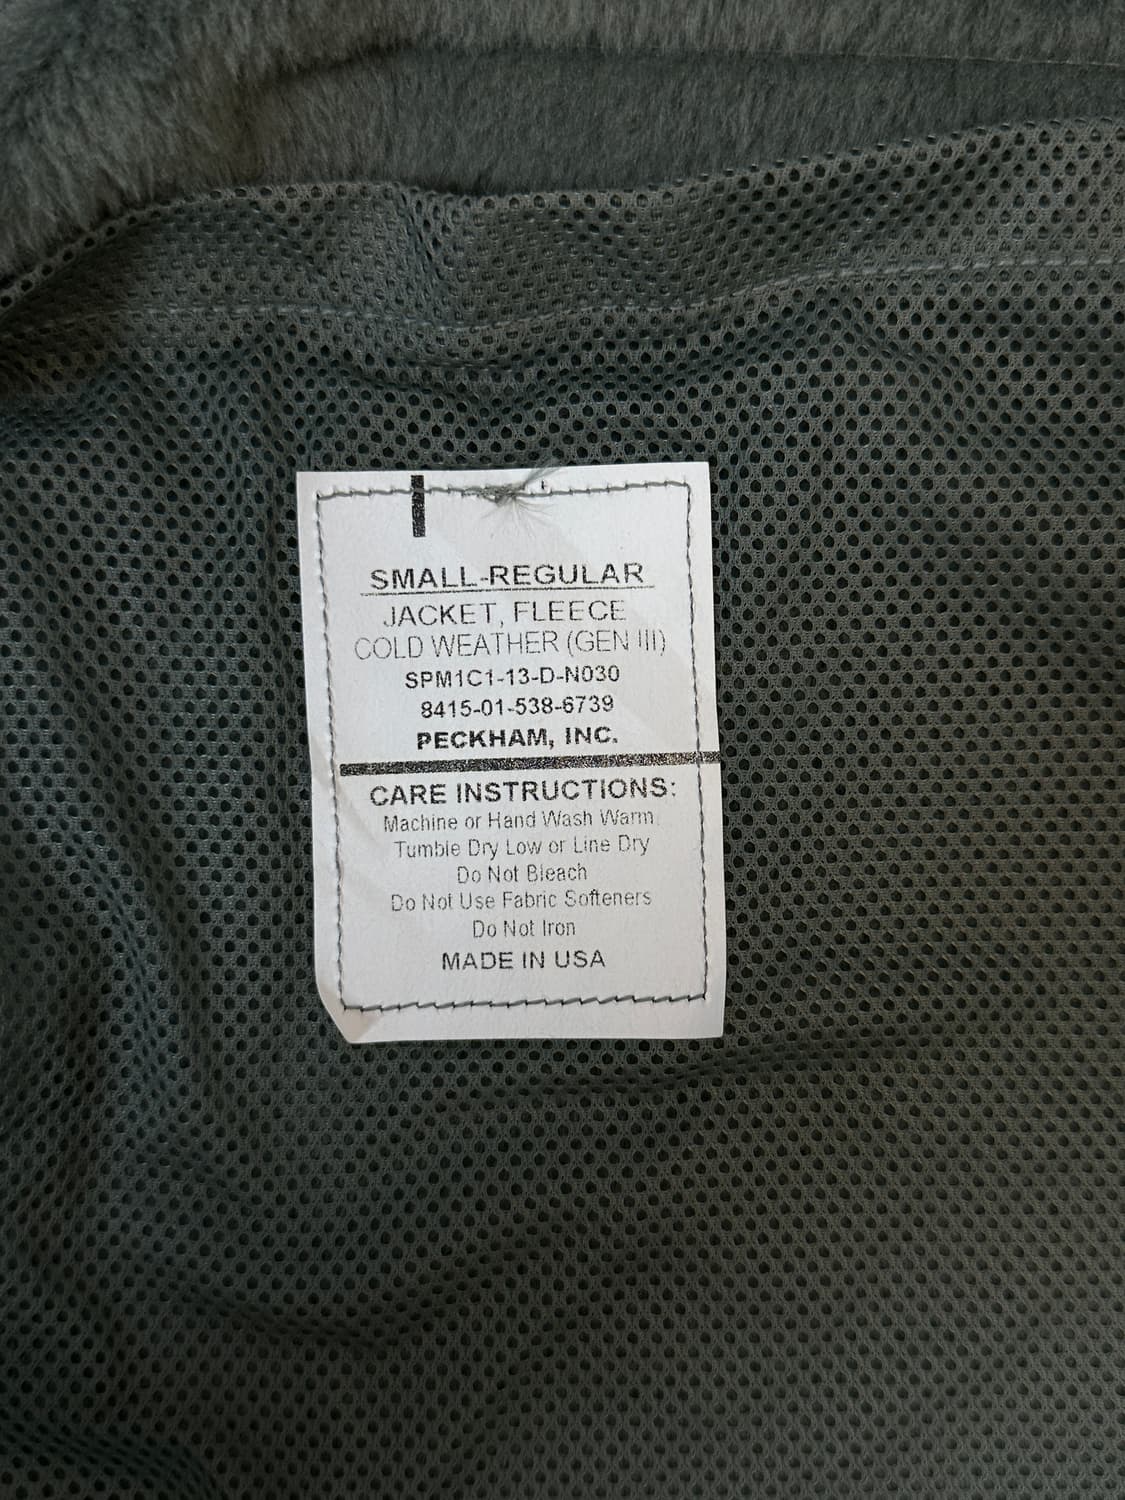 SMALL-REGULAR
JACKET, FLEECE
COLD WEATHER (GEN III)
SPM1C1-13-D-N030
8415-01-538-6739
PECKHAM, INC.
CARE INSTRUCTIONS:
Machine or Hand Wash Warm
Tumble Dry Low or Line Dry
Do Not Bleach
Do Not Use Fabric Softeners
Do Not Iron
MADE IN USA